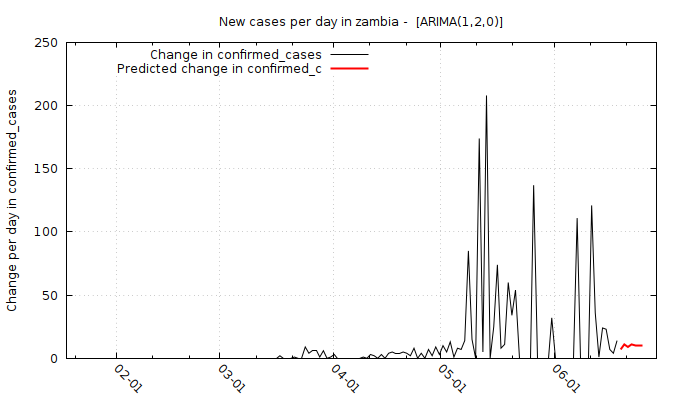 New cases per day in zambia -  [ARIMA(1,2,0)]
Change in confirmed_cases
Predicted change in confirmed_c
Change per day in confirmed_cases
250
200
150
100
50
0
02-01
03-01
04-01
05-01
06-01